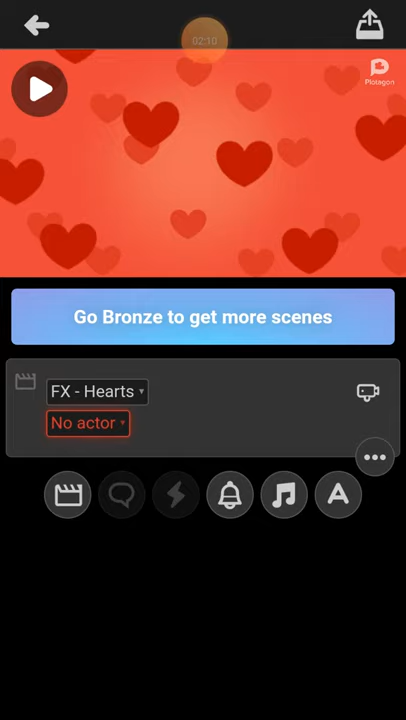 02:10
Plotagon
Go Bronze to get more scenes
FX - Hearts
No actor
A